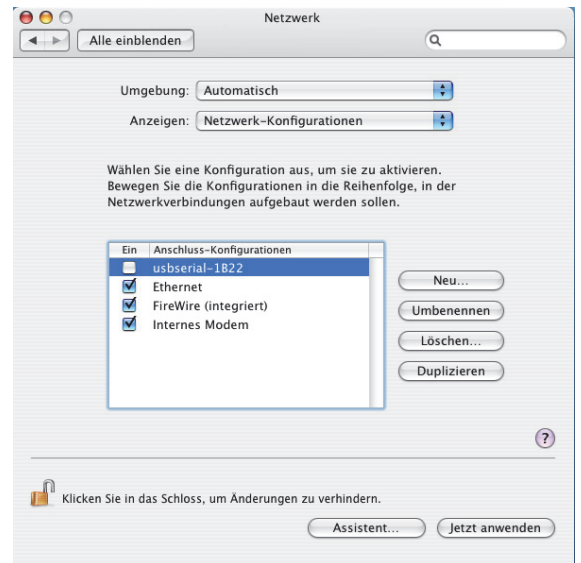 Netzwerk
Alle einblenden
Umgebung: Automatisch
Anzeigen: Netzwerk-Konfigurationen
Wählen Sie eine Konfiguration aus, um sie zu aktivieren.
Bewegen Sie die Konfigurationen in die Reihenfolge, in der
Netzwerkverbindungen aufgebaut werden sollen.
Ein Anschluss-Konfigurationen
usbserial-1B22
Ethernet
FireWire (integriert)
Internes Modem
Neu...
Umbenennen
Löschen...
Duplizieren
?
Klicken Sie in das Schloss, um Änderungen zu verhindern.
Assistent... Jetzt anwenden